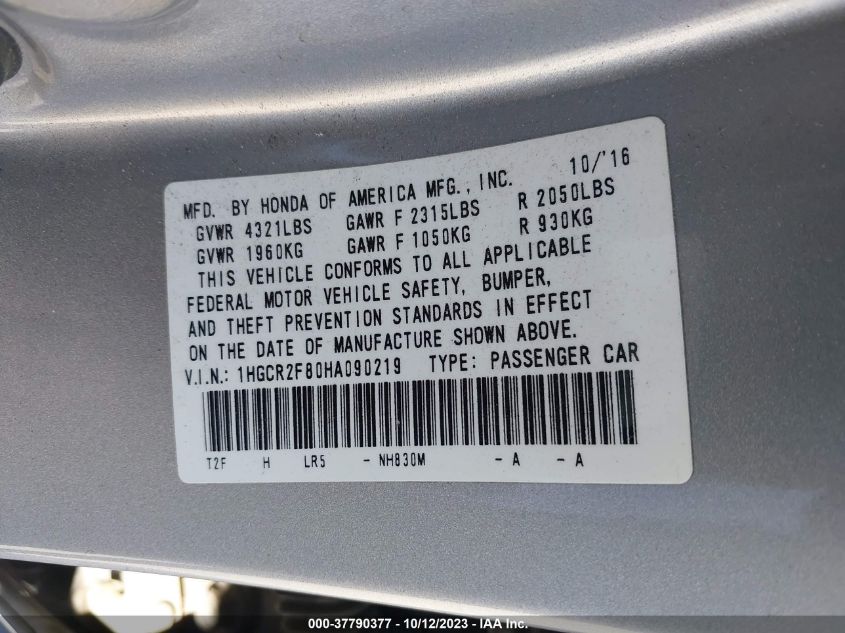 10/'16
MFD. BY HONDA OF AMERICA MFG., INC.
GVWR 4321LBS GAWR F 2315LBS R 2050LBS
GVWR 1960KG GAWR F 1050KG R 930KG
THIS VEHICLE CONFORMS TO ALL APPLICABLE
FEDERAL MOTOR VEHICLE SAFETY, BUMPER,
AND THEFT PREVENTION STANDARDS IN EFFECT
ON THE DATE OF MANUFACTURE SHOWN ABOVE.
V.I.N.: 1HGCR2F80HA090219 TYPE: PASSENGER CAR
T2F H LR5 - NH830M - A - A
000-37790377 - 10/12/2023 - IAA Inc.